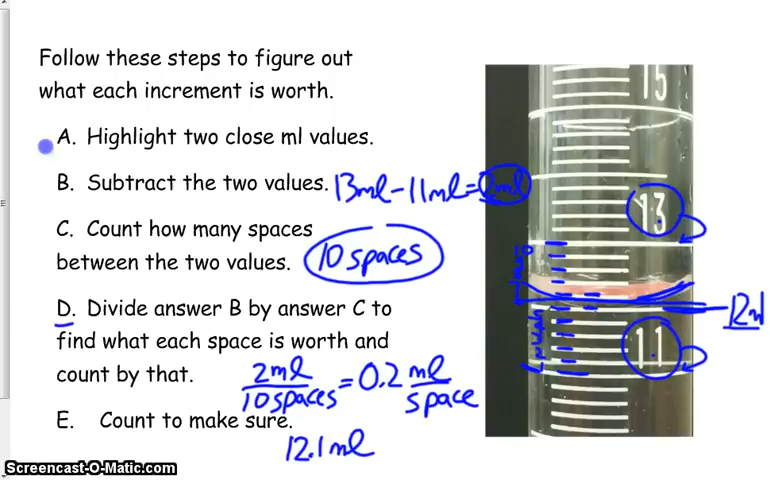 Follow these steps to figure out
what each increment is worth.
A. Highlight two close ml values.
B. Subtract the two values. 13ml-11ml=2ml
C. Count how many spaces
between the two values. 10 spaces
D. Divide answer B by answer C to
find what each space is worth and
count by that.
2ml/10 spaces = 0.2 ml/space
E. Count to make sure.
12.1ml
15
13
12ml
11
Screencast-O-Matic.com